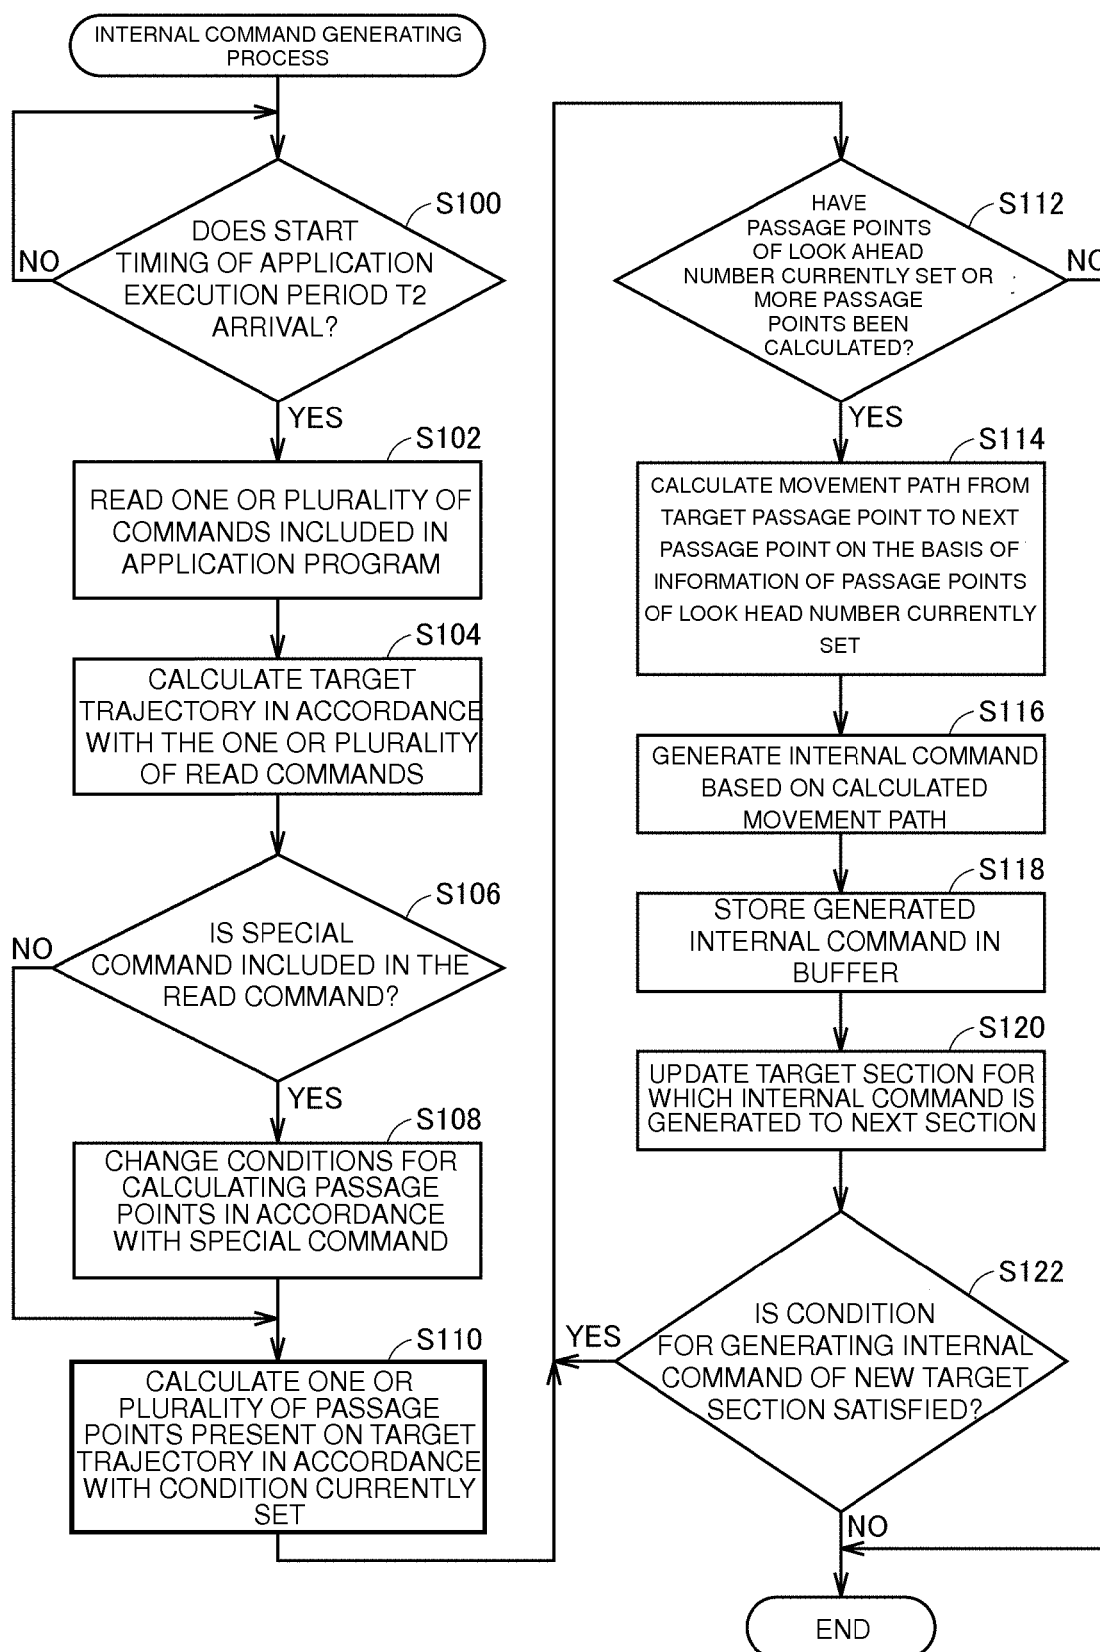 INTERNAL COMMAND GENERATING
PROCESS
S100
DOES START
TIMING OF APPLICATION
EXECUTION PERIOD T2
ARRIVAL?
NO
YES
S102
READ ONE OR PLURALITY OF
COMMANDS INCLUDED IN
APPLICATION PROGRAM
S104
CALCULATE TARGET
TRAJECTORY IN ACCORDANCE
WITH THE ONE OR PLURALITY
OF READ COMMANDS
S106
IS SPECIAL
COMMAND INCLUDED IN THE
READ COMMAND?
NO
YES
S108
CHANGE CONDITIONS FOR
CALCULATING PASSAGE
POINTS IN ACCORDANCE
WITH SPECIAL COMMAND
S110
CALCULATE ONE OR
PLURALITY OF PASSAGE
POINTS PRESENT ON TARGET
TRAJECTORY IN ACCORDANCE
WITH CONDITION CURRENTLY
SET
S112
HAVE
PASSAGE POINTS
OF LOOK AHEAD
NUMBER CURRENTLY SET OR
MORE PASSAGE
POINTS BEEN
CALCULATED?
NO
YES
S114
CALCULATE MOVEMENT PATH FROM
TARGET PASSAGE POINT TO NEXT
PASSAGE POINT ON THE BASIS OF
INFORMATION OF PASSAGE POINTS
OF LOOK HEAD NUMBER CURRENTLY
SET
S116
GENERATE INTERNAL COMMAND
BASED ON CALCULATED
MOVEMENT PATH
S118
STORE GENERATED
INTERNAL COMMAND IN
BUFFER
S120
UPDATE TARGET SECTION FOR
WHICH INTERNAL COMMAND IS
GENERATED TO NEXT SECTION
S122
IS CONDITION
FOR GENERATING INTERNAL
COMMAND OF NEW TARGET
SECTION SATISFIED?
YES
NO
END